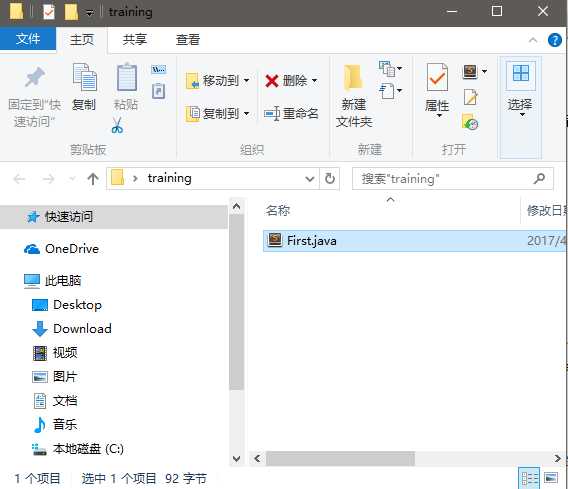 training
文件 主页 共享 查看
固定到"快速访问" 复制 粘贴 移动到 复制到 删除 重命名 新建文件夹 属性 选择
剪贴板 组织 新建 打开
training 搜索"training"
名称 修改日期
快速访问
First.java 2017/4
OneDrive
此电脑
Desktop
Download
视频
图片
文档
音乐
本地磁盘 (C:)
1 个项目 选中 1 个项目 92 字节